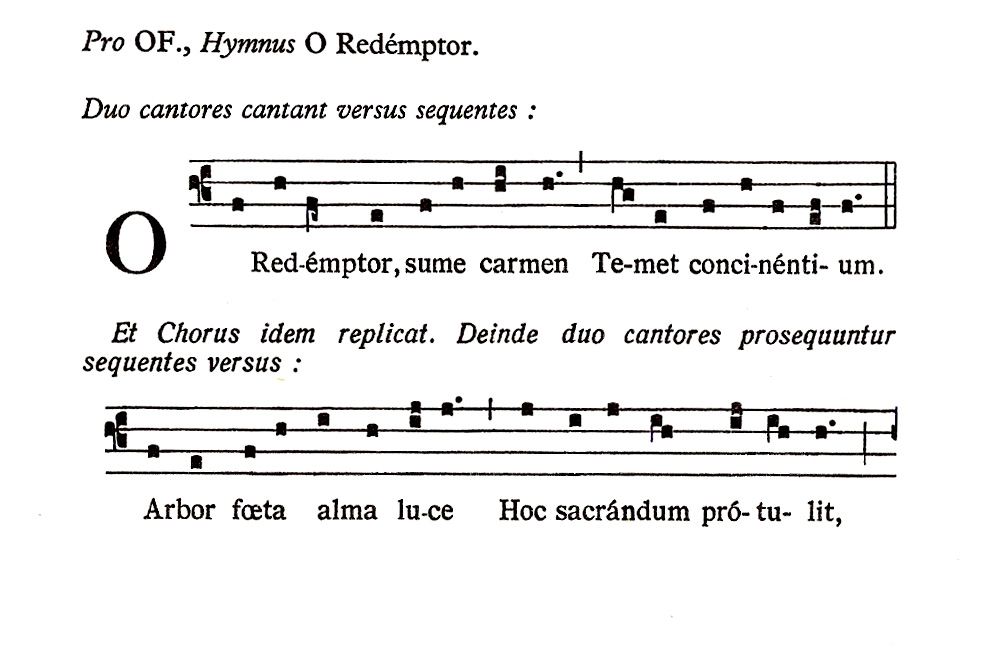 Pro OF., Hymnus O Redémptor.
Duo cantores cantant versus sequentes :
O Red-émptor, sume carmen Te-met conci-nénti- um.
Et Chorus idem replicat. Deinde duo cantores prosequuntur
sequentes versus :
Arbor fœta alma lu-ce Hoc sacrándum pró- tu- lit,